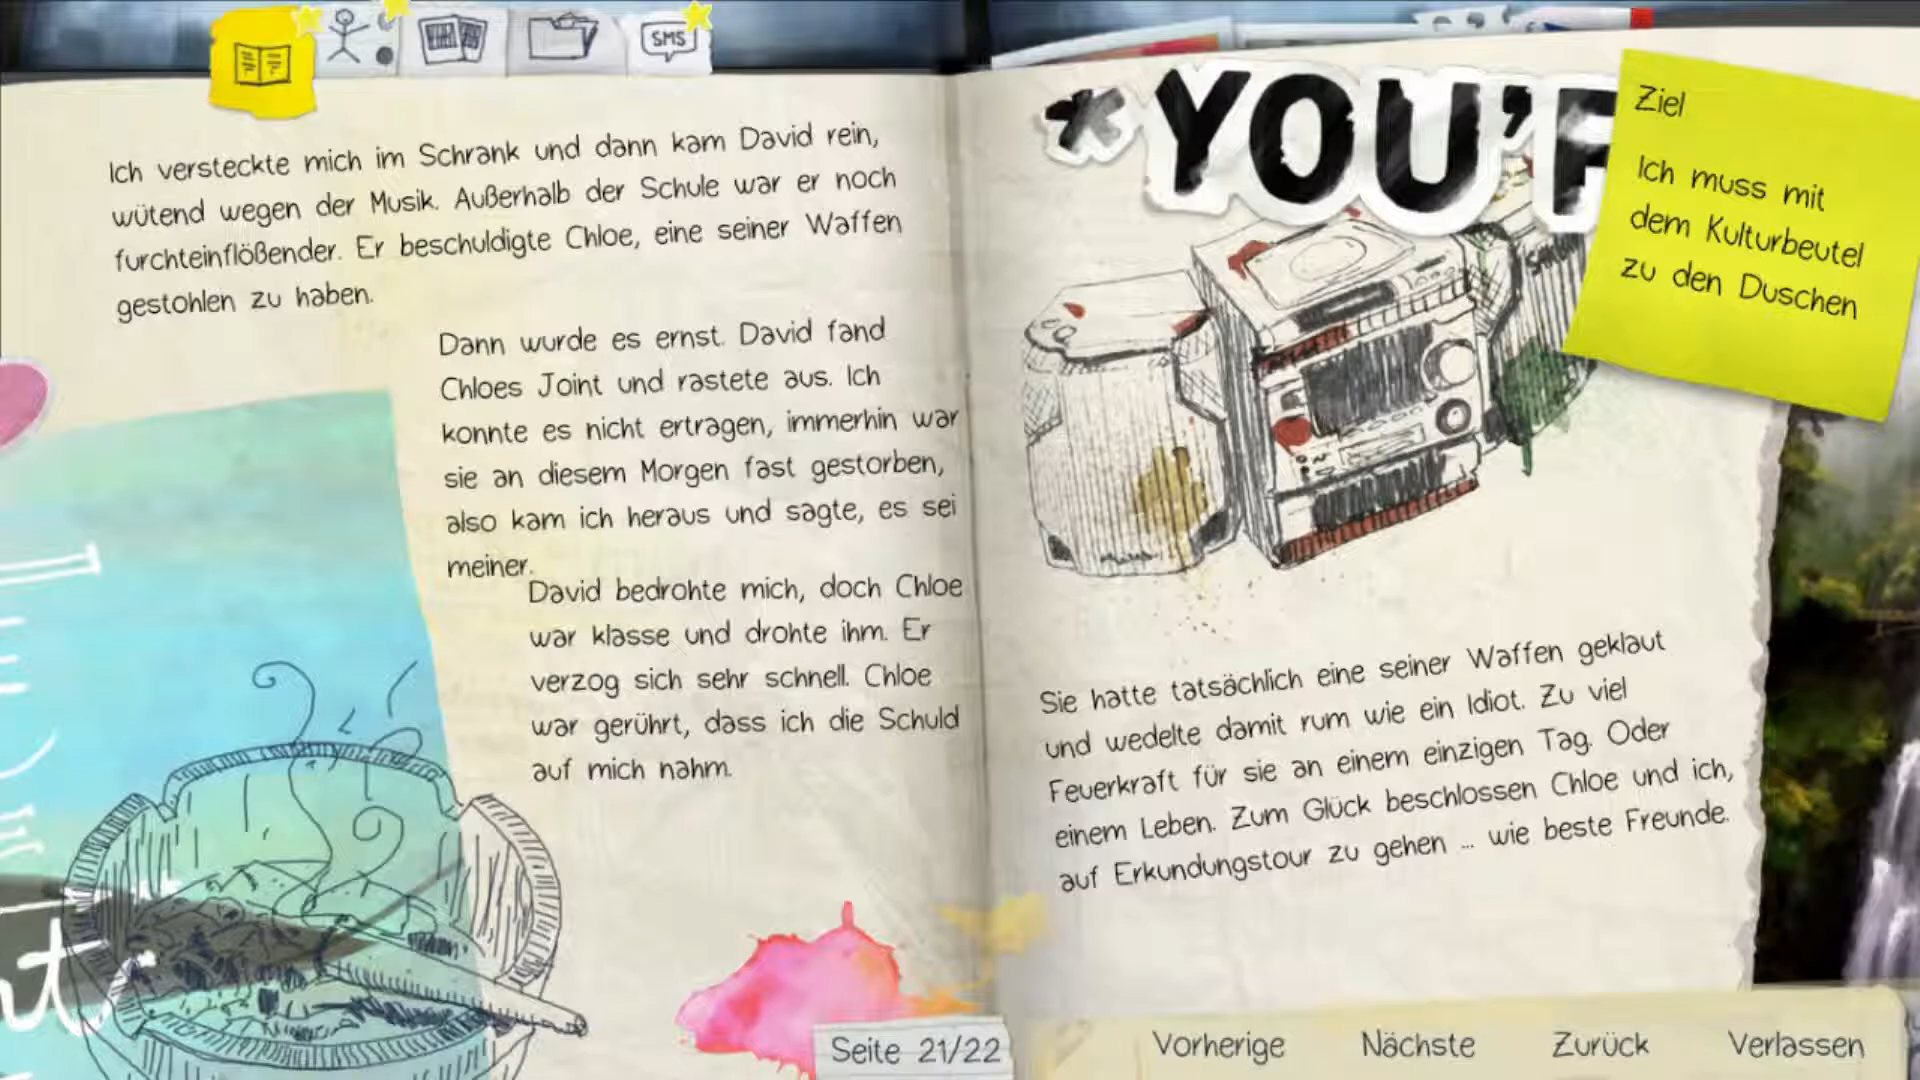 SMS
Ich versteckte mich im Schrank und dann kam David rein,
wütend wegen der Musik. Außerhalb der Schule war er noch
furchteinflößender. Er beschuldigte Chloe, eine seiner Waffen
gestohlen zu haben.
Dann wurde es ernst. David fand
Chloes Joint und rastete aus. Ich
konnte es nicht ertragen, immerhin war
sie an diesem Morgen fast gestorben,
also kam ich heraus und sagte, es sei
meiner.
David bedrohte mich, doch Chloe
war klasse und drohte ihm. Er
verzog sich sehr schnell. Chloe
war gerührt, dass ich die Schuld
auf mich nahm.
*YOU'R
Sie hatte tatsächlich eine seiner Waffen geklaut
und wedelte damit rum wie ein Idiot. Zu viel
Feuerkraft für sie an einem einzigen Tag. Oder
einem Leben. Zum Glück beschlossen Chloe und ich,
auf Erkundungstour zu gehen ... wie beste Freunde.
Ziel
Ich muss mit
dem Kulturbeutel
zu den Duschen
Seite 21/22
Vorherige
Nächste
Zurück
Verlassen